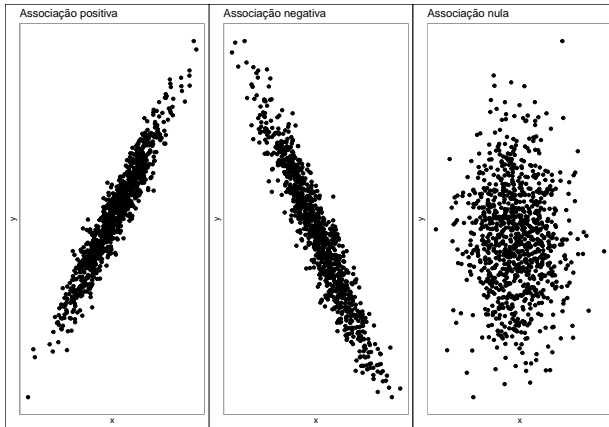 Associação positiva
Associação negativa
Associação nula
y
y
y
x
x
x